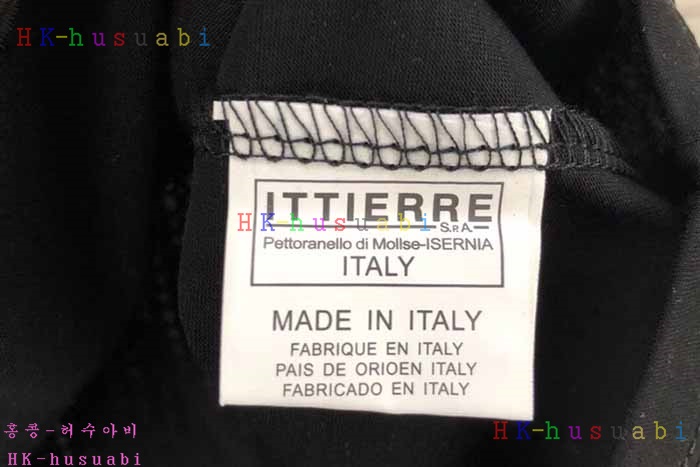 HK-husuabi
ITTIERRE
S.P.A.
HK-husuabi
Pettoranello di Mollse-ISERNIA
ITALY
MADE IN ITALY
FABRIQUE EN ITALY
PAIS DE ORIOEN ITALY
FABRICADO EN ITALY
홍콩-허수아비
HK-husuabi
HK-husuabi